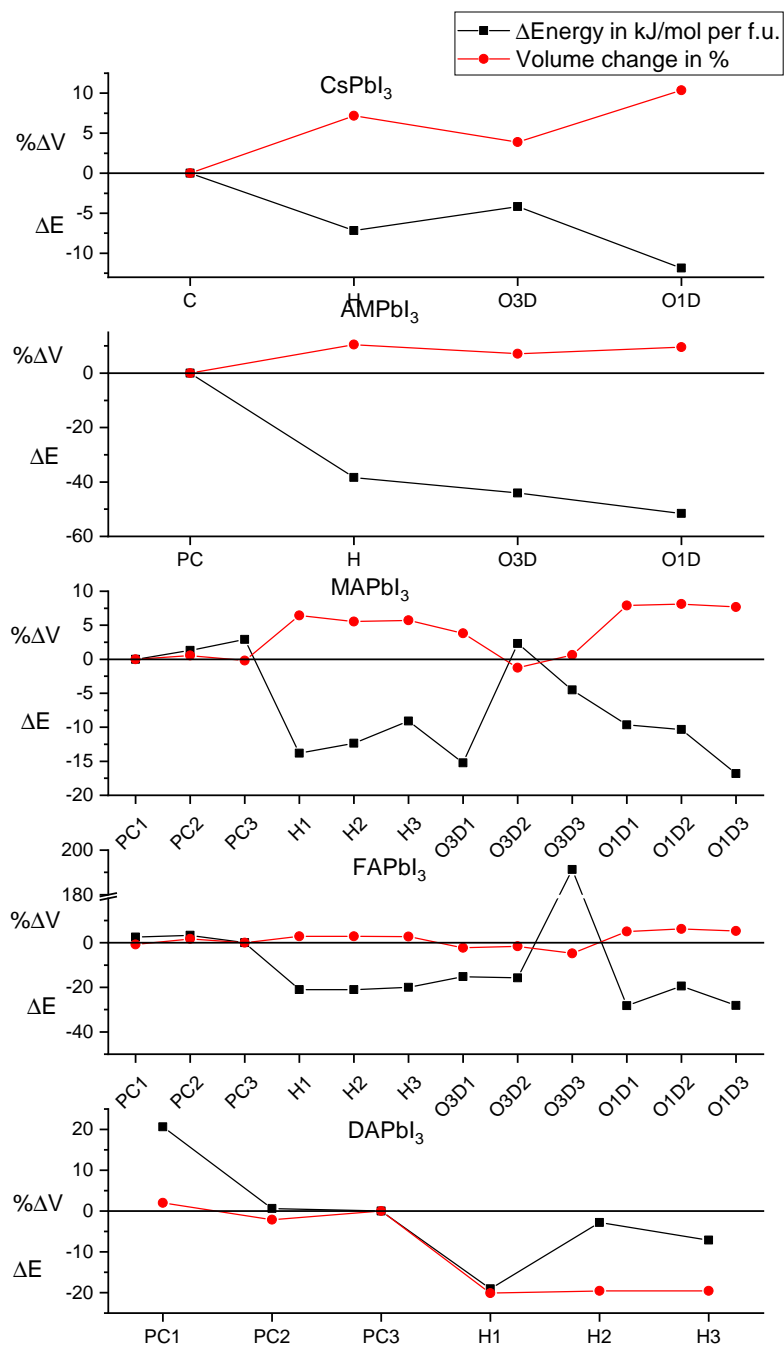 ΔEnergy in kJ/mol per f.u.
Volume change in %
CsPbI₃
10
5
%ΔV
0
-5
ΔE
-10
C H O3D O1D
AMPbI₃
%ΔV
0
-20
ΔE
-40
-60
PC H O3D O1D
MAPbI₃
10
5
%ΔV
0
-5
ΔE
-10
-15
-20
PC1 PC2 PC3 H1 H2 H3 O3D1 O3D2 O3D3 O1D1 O1D2 O1D3
FAPbI₃
200
180
%ΔV
0
-20
ΔE
-40
PC1 PC2 PC3 H1 H2 H3 O3D1 O3D2 O3D3 O1D1 O1D2 O1D3
DAPbI₃
20
10
%ΔV
0
-10
ΔE
-20
PC1 PC2 PC3 H1 H2 H3